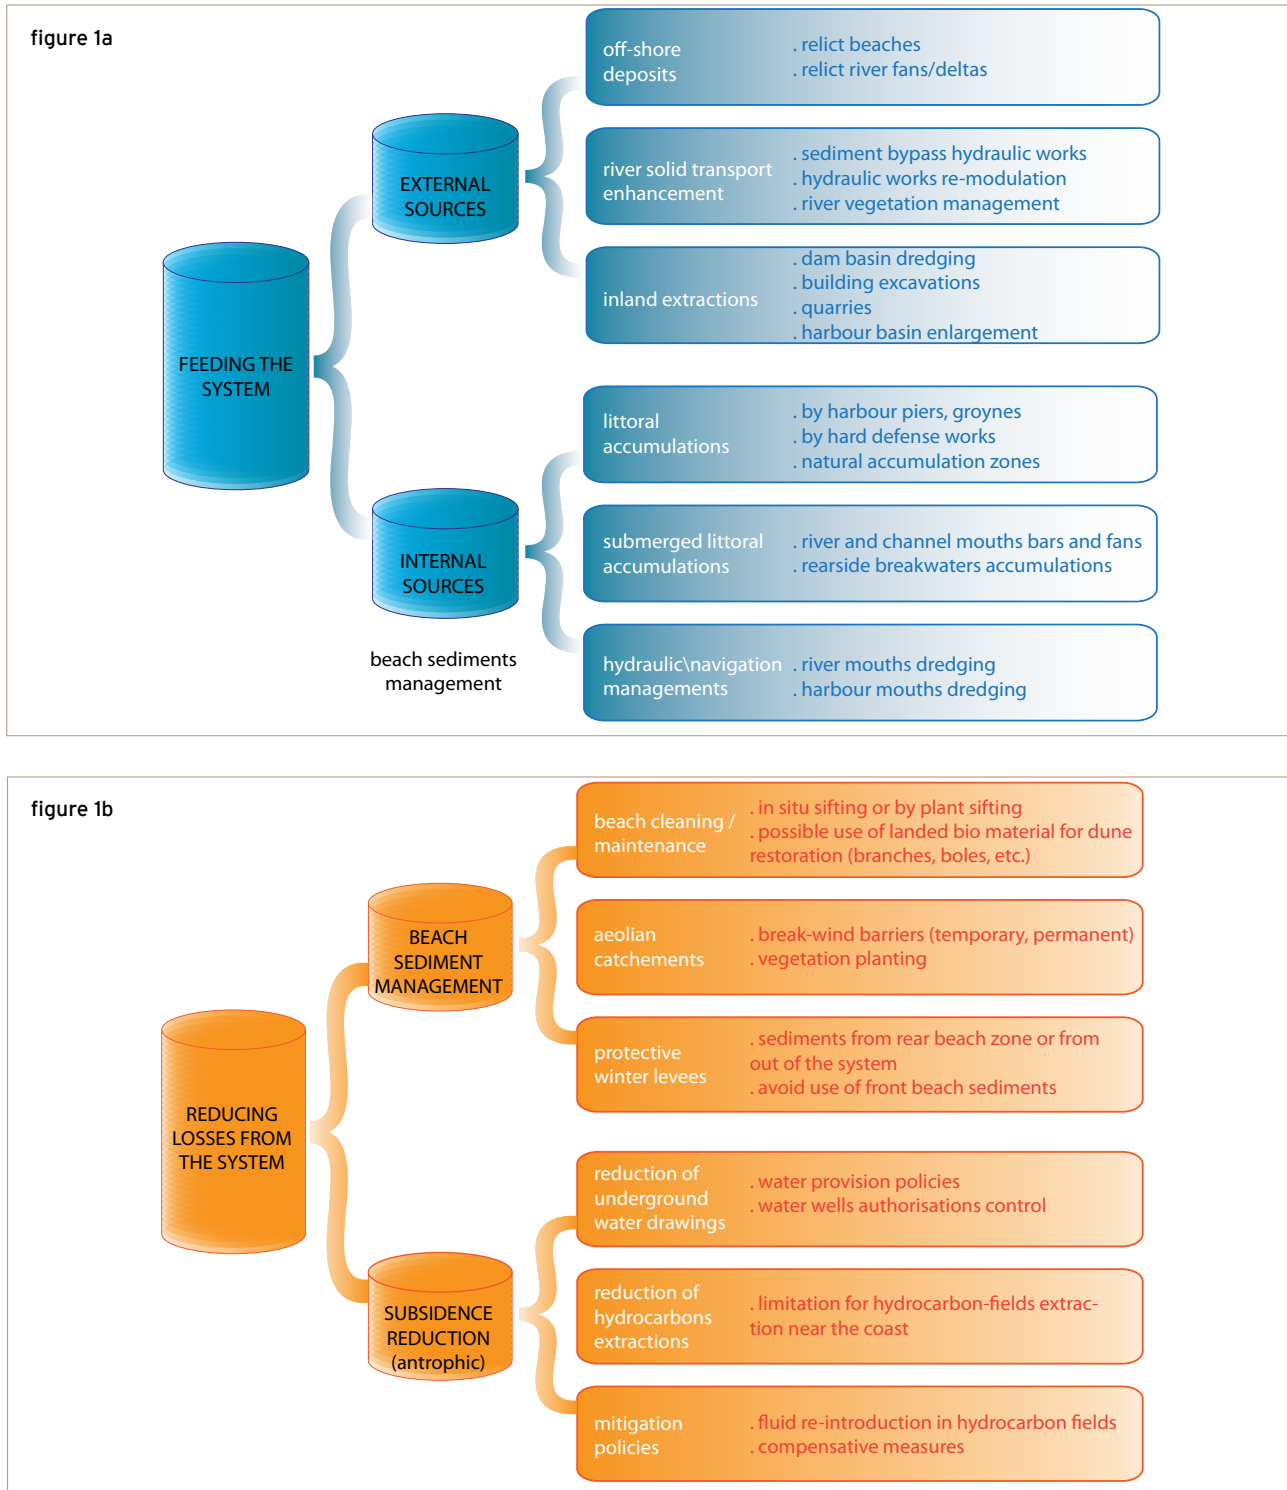 figure 1a
FEEDING THE
SYSTEM
EXTERNAL
SOURCES
off-shore
deposits
. relict beaches
. relict river fans/deltas
river solid transport
enhancement
. sediment bypass hydraulic works
. hydraulic works re-modulation
. river vegetation management
inland extractions
. dam basin dredging
. building excavations
. quarries
. harbour basin enlargement
INTERNAL
SOURCES
beach sediments
management
littoral
accumulations
. by harbour piers, groynes
. by hard defense works
. natural accumulation zones
submerged littoral
accumulations
. river and channel mouths bars and fans
. rearside breakwaters accumulations
hydraulic\navigation
managements
. river mouths dredging
. harbour mouths dredging
figure 1b
REDUCING
LOSSES FROM
THE SYSTEM
BEACH
SEDIMENT
MANAGEMENT
beach cleaning /
maintenance
. in situ sifting or by plant sifting
. possible use of landed bio material for dune
restoration (branches, boles, etc.)
aeolian
catchements
. break-wind barriers (temporary, permanent)
. vegetation planting
protective
winter levees
. sediments from rear beach zone or from
out of the system
. avoid use of front beach sediments
SUBSIDENCE
REDUCTION
(antrophic)
reduction of
underground
water drawings
. water provision policies
. water wells authorisations control
reduction of
hydrocarbons
extractions
. limitation for hydrocarbon-fields extrac-
tion near the coast
mitigation
policies
. fluid re-introduction in hydrocarbon fields
. compensative measures